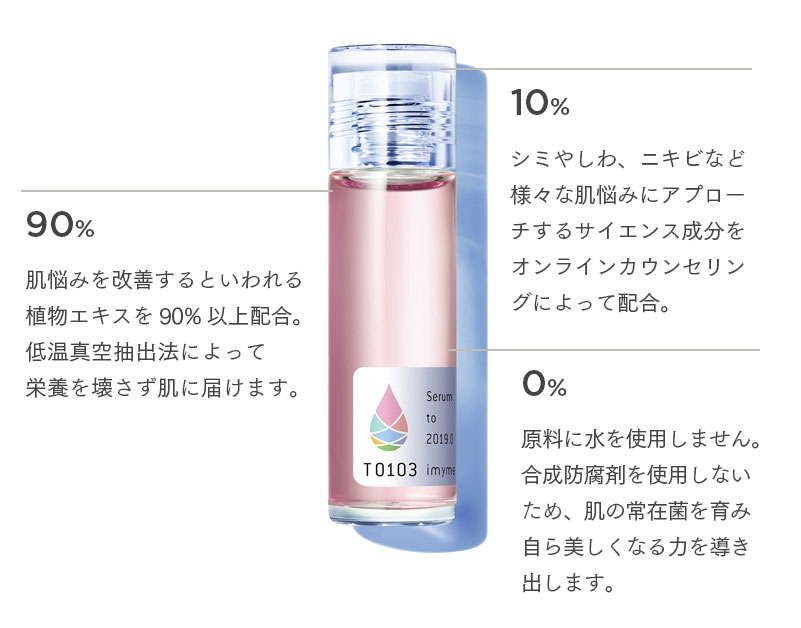 10%
シミやしわ、ニキビなど
様々な肌悩みにアプロー
チするサイエンス成分を
オンラインカウンセリン
グによって配合。
90%
肌悩みを改善するといわれる
植物エキスを90%以上配合。
低温真空抽出法によって
栄養を壊さず肌に届けます。
0%
原料に水を使用しません。
合成防腐剤を使用しない
ため、肌の常在菌を育み
自ら美しくなる力を導き
出します。
Serum
to
2019.0
T0103 imyme